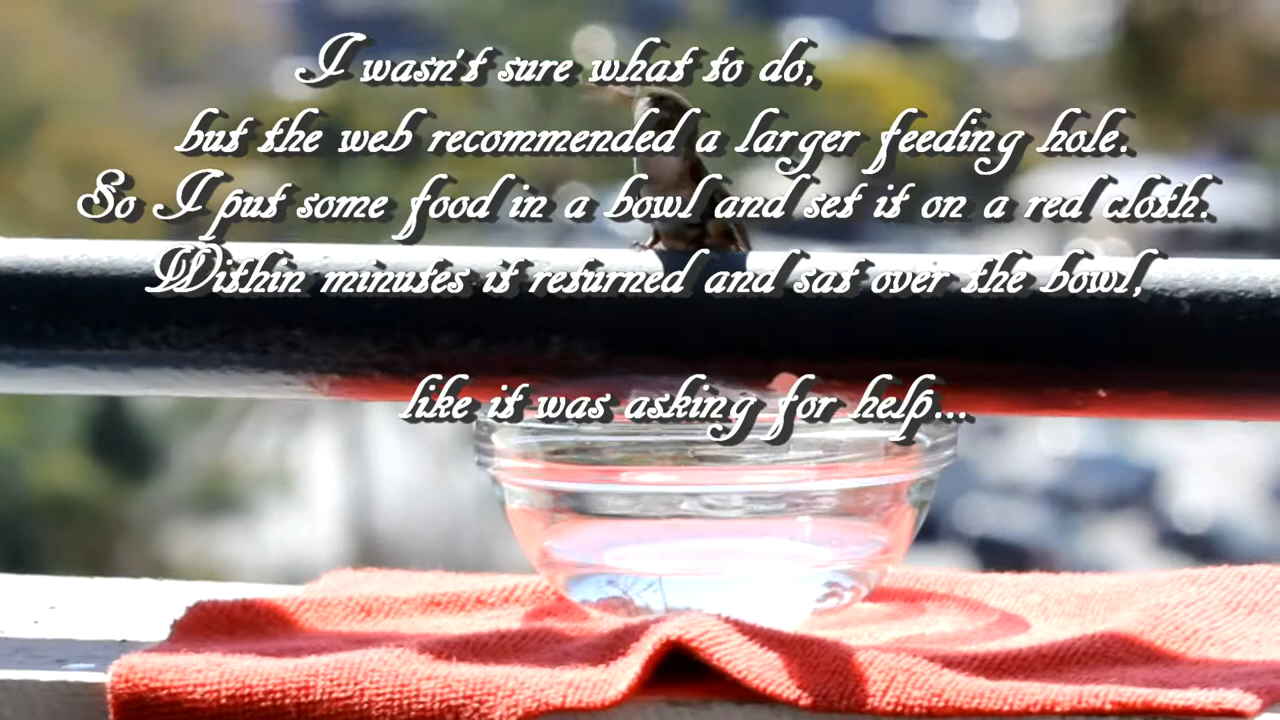 I wasn't sure what to do,
but the web recommended a larger feeding hole.
So I put some food in a bowl and set it on a red cloth.
Within minutes it returned and sat over the bowl,
like it was asking for help...